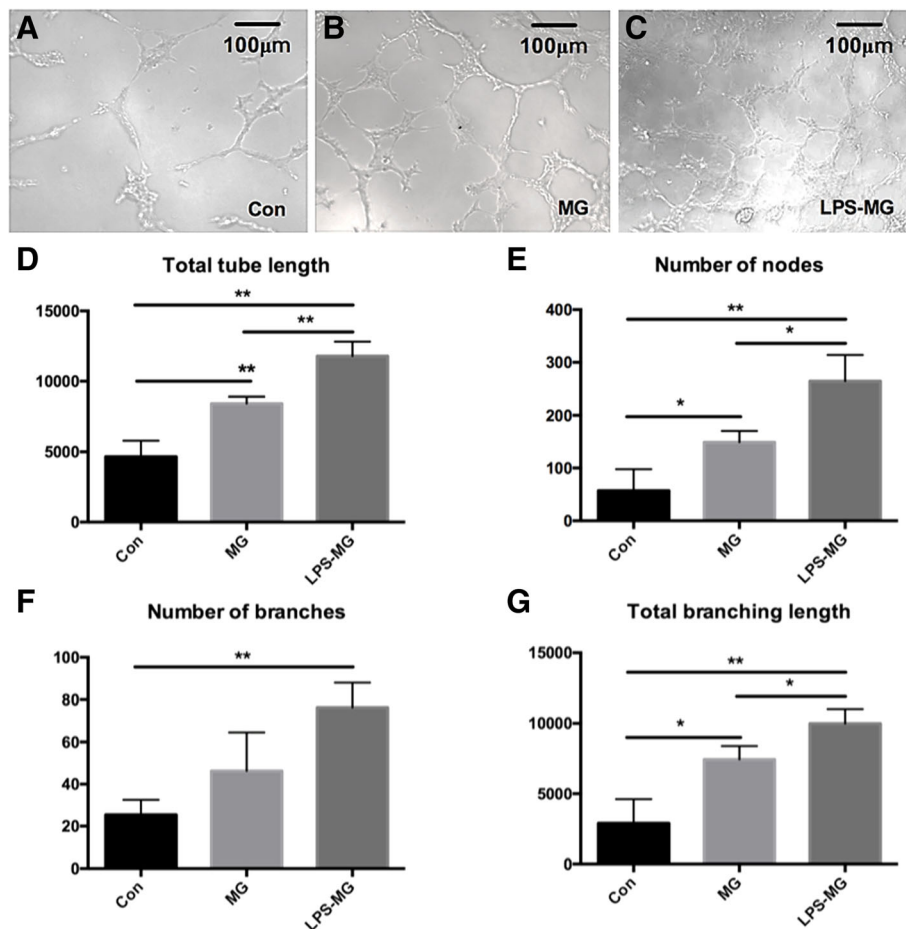 A
100μm
Con
B
100μm
MG
C
100μm
LPS-MG
D
Total tube length
15000
10000
5000
0
**
**
**
Con
MG
LPS-MG
E
Number of nodes
400
300
200
100
0
**
*
*
Con
MG
LPS-MG
F
Number of branches
100
80
60
40
20
0
**
Con
MG
LPS-MG
G
Total branching length
15000
10000
5000
0
**
*
*
Con
MG
LPS-MG